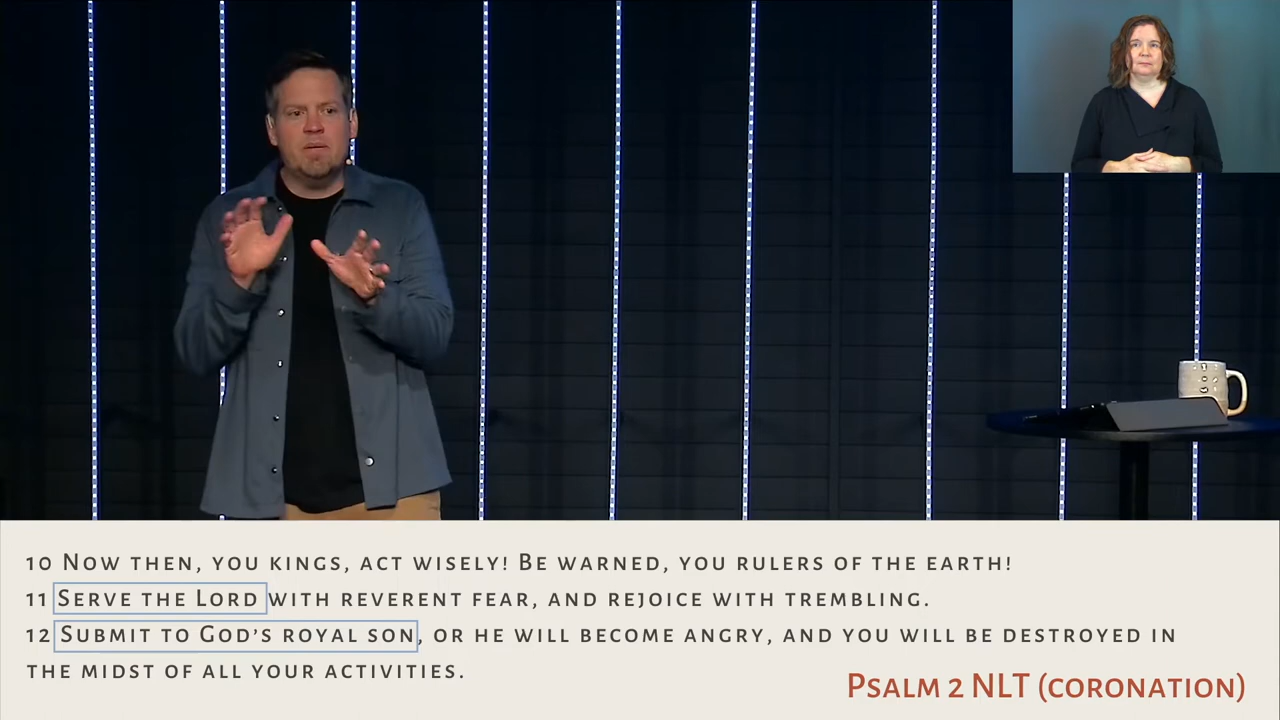 10 Now then, you kings, act wisely! Be warned, you rulers of the earth!
11 Serve the Lord with reverent fear, and rejoice with trembling.
12 Submit to God's royal son, or he will become angry, and you will be destroyed in
the midst of all your activities.
Psalm 2 NLT (coronation)